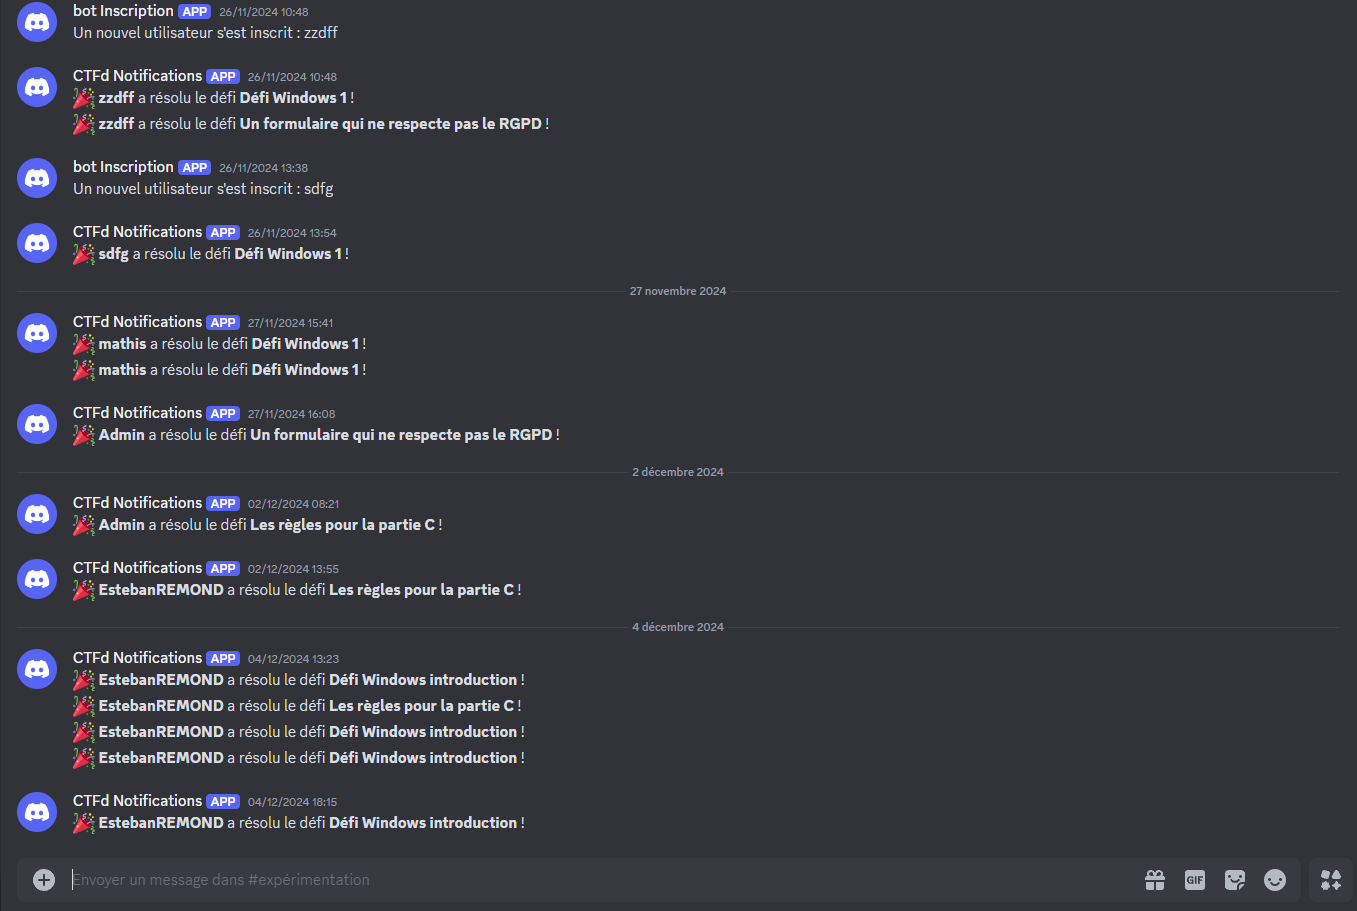 bot Inscription APP 26/11/2024 10:48
Un nouvel utilisateur s'est inscrit : zzdff
CTFd Notifications APP 26/11/2024 10:48
zzdff a résolu le défi Défi Windows 1 !
zzdff a résolu le défi Un formulaire qui ne respecte pas le RGPD !
bot Inscription APP 26/11/2024 13:38
Un nouvel utilisateur s'est inscrit : sdfg
CTFd Notifications APP 26/11/2024 13:54
sdfg a résolu le défi Défi Windows 1 !
27 novembre 2024
CTFd Notifications APP 27/11/2024 15:41
mathis a résolu le défi Défi Windows 1 !
mathis a résolu le défi Défi Windows 1 !
CTFd Notifications APP 27/11/2024 16:08
Admin a résolu le défi Un formulaire qui ne respecte pas le RGPD !
2 décembre 2024
CTFd Notifications APP 02/12/2024 08:21
Admin a résolu le défi Les règles pour la partie C !
CTFd Notifications APP 02/12/2024 13:55
EstebanREMOND a résolu le défi Les règles pour la partie C !
4 décembre 2024
CTFd Notifications APP 04/12/2024 13:23
EstebanREMOND a résolu le défi Défi Windows introduction !
EstebanREMOND a résolu le défi Les règles pour la partie C !
EstebanREMOND a résolu le défi Défi Windows introduction !
EstebanREMOND a résolu le défi Défi Windows introduction !
CTFd Notifications APP 04/12/2024 18:15
EstebanREMOND a résolu le défi Défi Windows introduction !
Envoyer un message dans #expérimentation
GIF